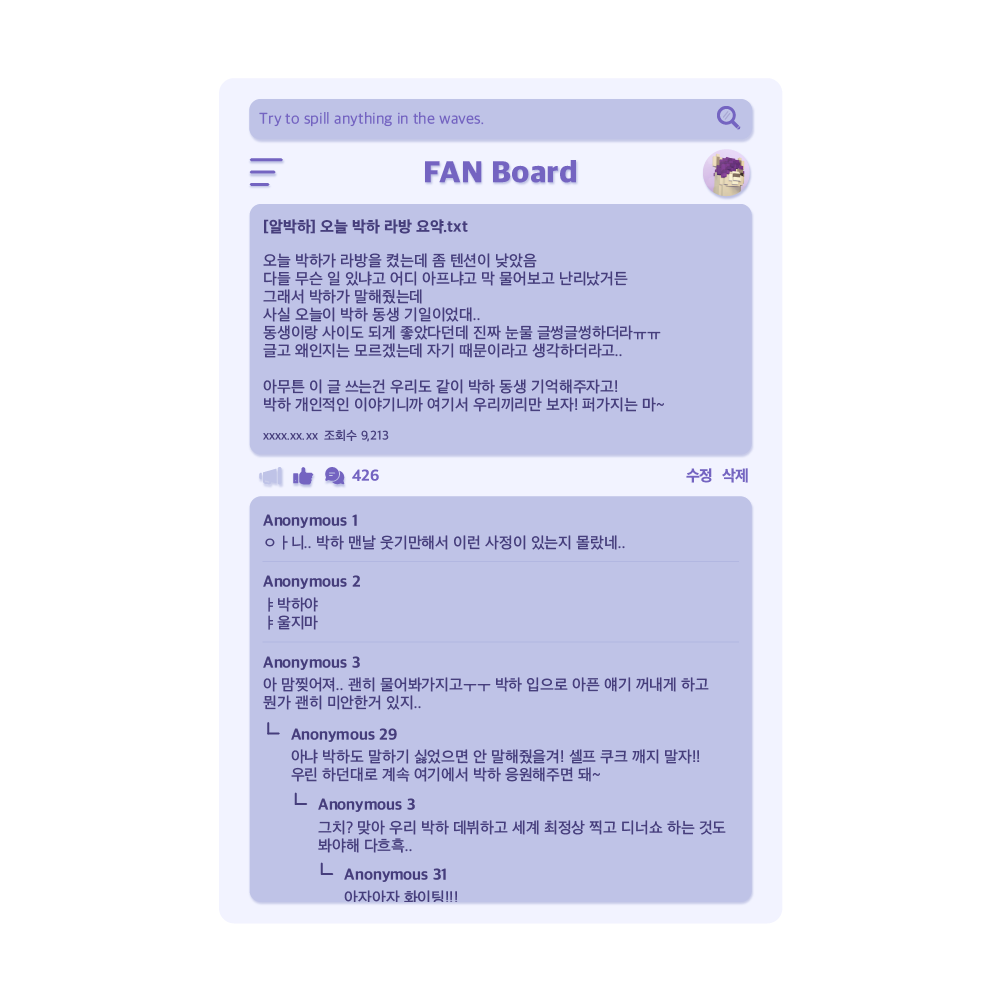 Try to spill anything in the waves.
FAN Board
[알박하] 오늘 박하 라방 요약.txt
오늘 박하가 라방을 켰는데 좀 텐션이 낮았음
다들 무슨 일 있냐고 어디 아프냐고 막 물어보고 난리났거든
그래서 박하가 말해줬는데
사실 오늘이 박하 동생 기일이었대..
동생이랑 사이도 되게 좋았다던데 진짜 눈물 글썽글썽하더라ㅠㅠ
글고 왜인지는 모르겠는데 자기 때문이라고 생각하더라고..
아무튼 이 글 쓰는건 우리도 같이 박하 동생 기억해주자고!
박하 개인적인 이야기니까 여기서 우리끼리만 보자! 퍼가지는 마~
xxxx.xx.xx 조회수 9,213
426
수정 삭제
Anonymous 1
ㅇㅏ니.. 박하 맨날 웃기만해서 이런 사정이 있는지 몰랐네..
Anonymous 2
ㅑ박하야
ㅑ울지마
Anonymous 3
아 맘찢어져.. 괜히 물어봐가지고ㅜㅜ 박하 입으로 아픈 얘기 꺼내게 하고
뭔가 괜히 미안한거 있지..
Anonymous 29
아냐 박하도 말하기 싫었으면 안 말해줬을겨! 셀프 쿠크 깨지 말자!!
우린 하던대로 계속 여기에서 박하 응원해주면 돼~
Anonymous 3
그치? 맞아 우리 박하 데뷔하고 세계 최정상 찍고 디너쇼 하는 것도
봐야해 다흐흑..
Anonymous 31
아자아자 화이팅!!!